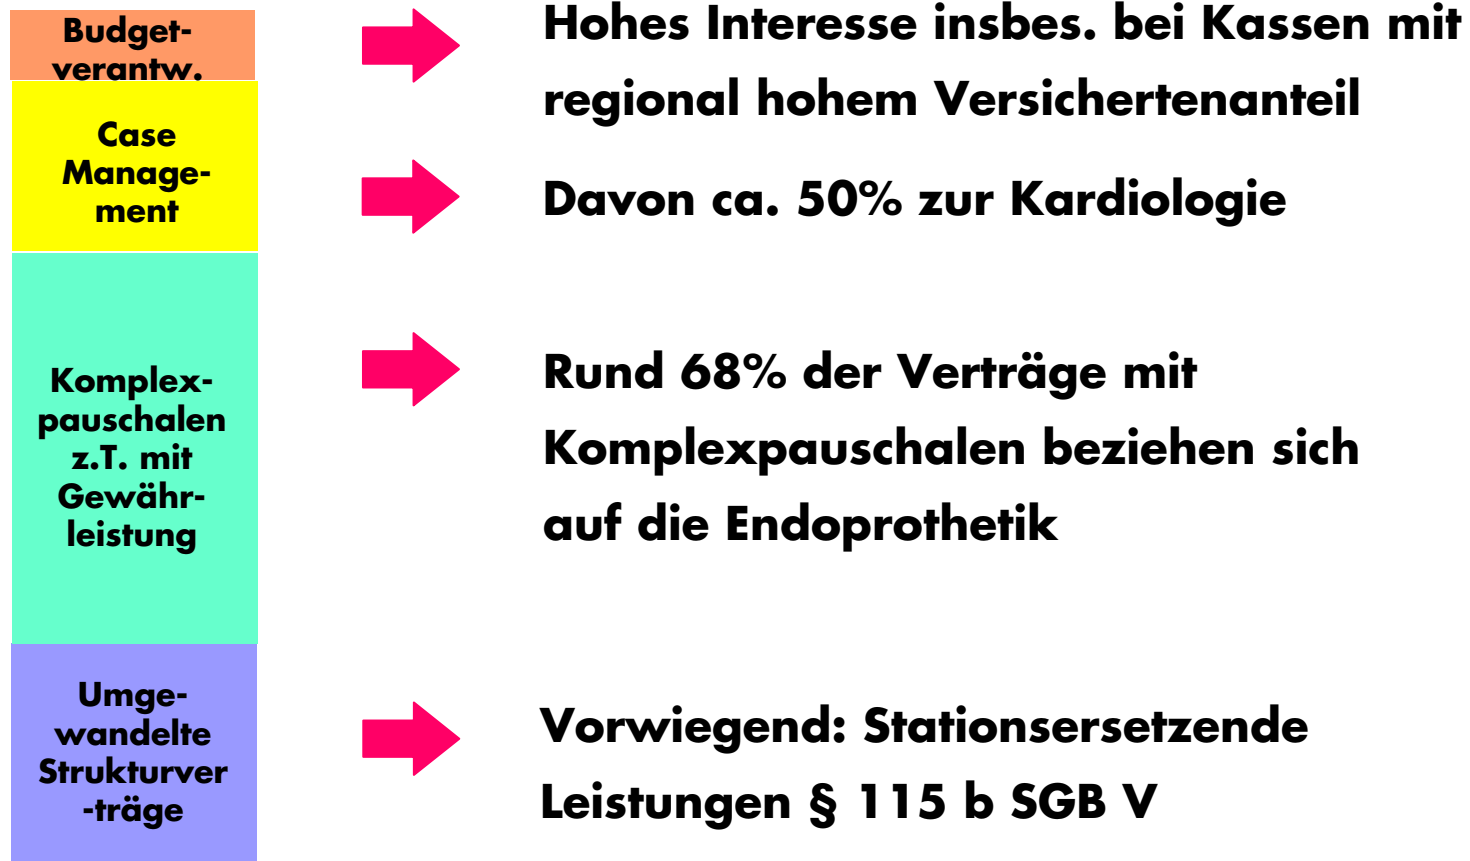 Budget-
verantw.
Hohes Interesse insbes. bei Kassen mit
regional hohem Versichertenanteil
Case
Manage-
ment
Davon ca. 50% zur Kardiologie
Komplex-
pauschalen
z.T. mit
Gewähr-
leistung
Rund 68% der Verträge mit
Komplexpauschalen beziehen sich
auf die Endoprothetik
Umge-
wandelte
Strukturver
-träge
Vorwiegend: Stationsersetzende
Leistungen § 115 b SGB V